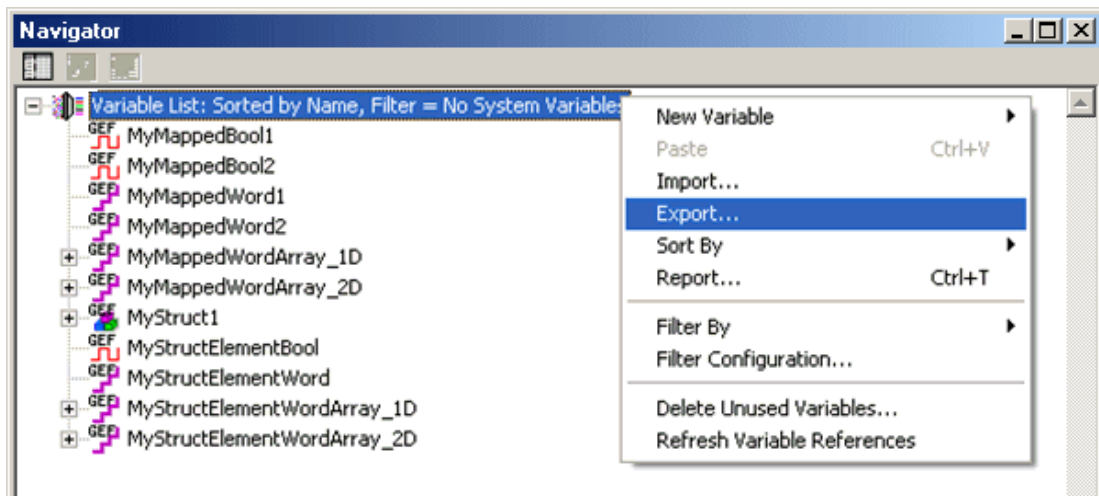 Navigator
Variable List: Sorted by Name, Filter = No System Variables
GEF MyMappedBool1
GEF MyMappedBool2
GEF MyMappedWord1
GEF MyMappedWord2
GEF MyMappedWordArray_1D
GEF MyMappedWordArray_2D
GEF MyStruct1
GEF MyStructElementBool
GEF MyStructElementWord
GEF MyStructElementWordArray_1D
GEF MyStructElementWordArray_2D
New Variable
Paste Ctrl+V
Import...
Export...
Sort By
Report... Ctrl+T
Filter By
Filter Configuration...
Delete Unused Variables...
Refresh Variable References